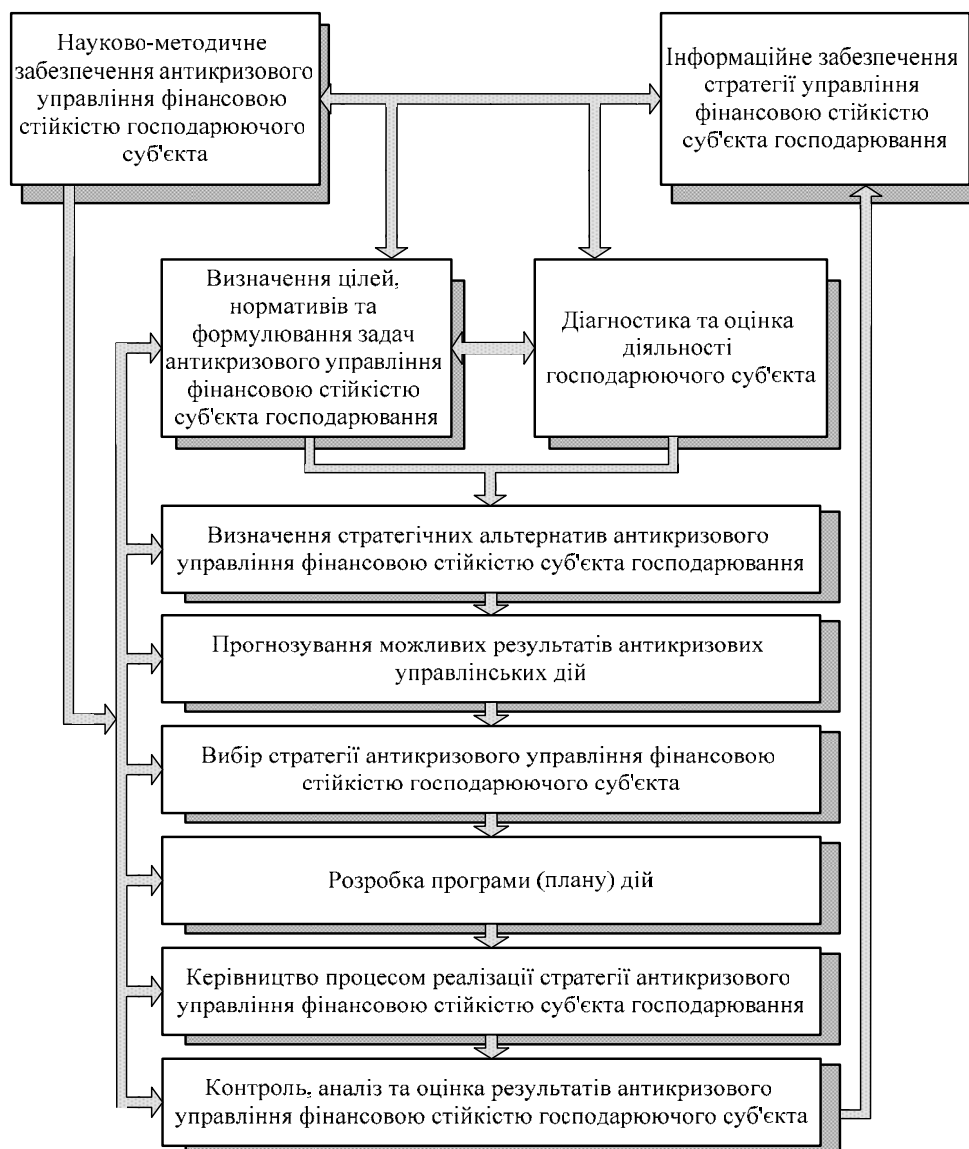 Науково-методичне
забезпечення антикризового
управління фінансовою
стійкістю господарюючого
суб'єкта
Інформаційне забезпечення
стратегії управління
фінансовою стійкістю
суб'єкта господарювання
Визначення цілей,
нормативів та
формулювання задач
антикризового управління
фінансовою стійкістю
суб'єкта господарювання
Діагностика та оцінка
діяльності
господарюючого суб'єкта
Визначення стратегічних альтернатив антикризового
управління фінансовою стійкістю суб'єкта господарювання
Прогнозування можливих результатів антикризових
управлінських дій
Вибір стратегії антикризового управління фінансовою
стійкістю господарюючого суб'єкта
Розробка програми (плану) дій
Керівництво процесом реалізації стратегії антикризового
управління фінансовою стійкістю суб'єкта господарювання
Контроль, аналіз та оцінка результатів антикризового
управління фінансовою стійкістю господарюючого суб'єкта